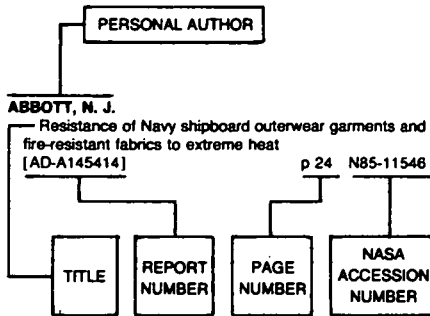 PERSONAL AUTHOR
ABBOTT, N. J.
Resistance of Navy shipboard outerwear garments and
fire-resistant fabrics to extreme heat
[AD-A145414] p 24 N85-11546
TITLE
REPORT
NUMBER
PAGE
NUMBER
NASA
ACCESSION
NUMBER